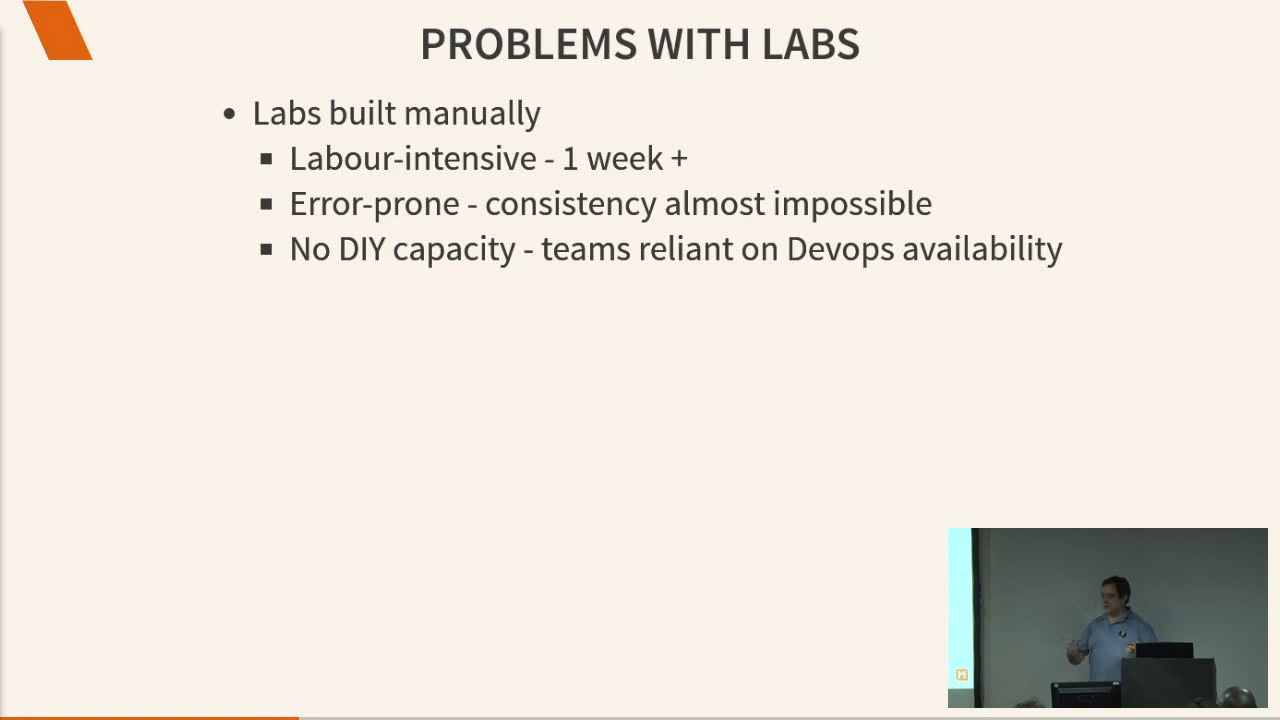 PROBLEMS WITH LABS
Labs built manually
Labour-intensive - 1 week +
Error-prone - consistency almost impossible
No DIY capacity - teams reliant on Devops availability